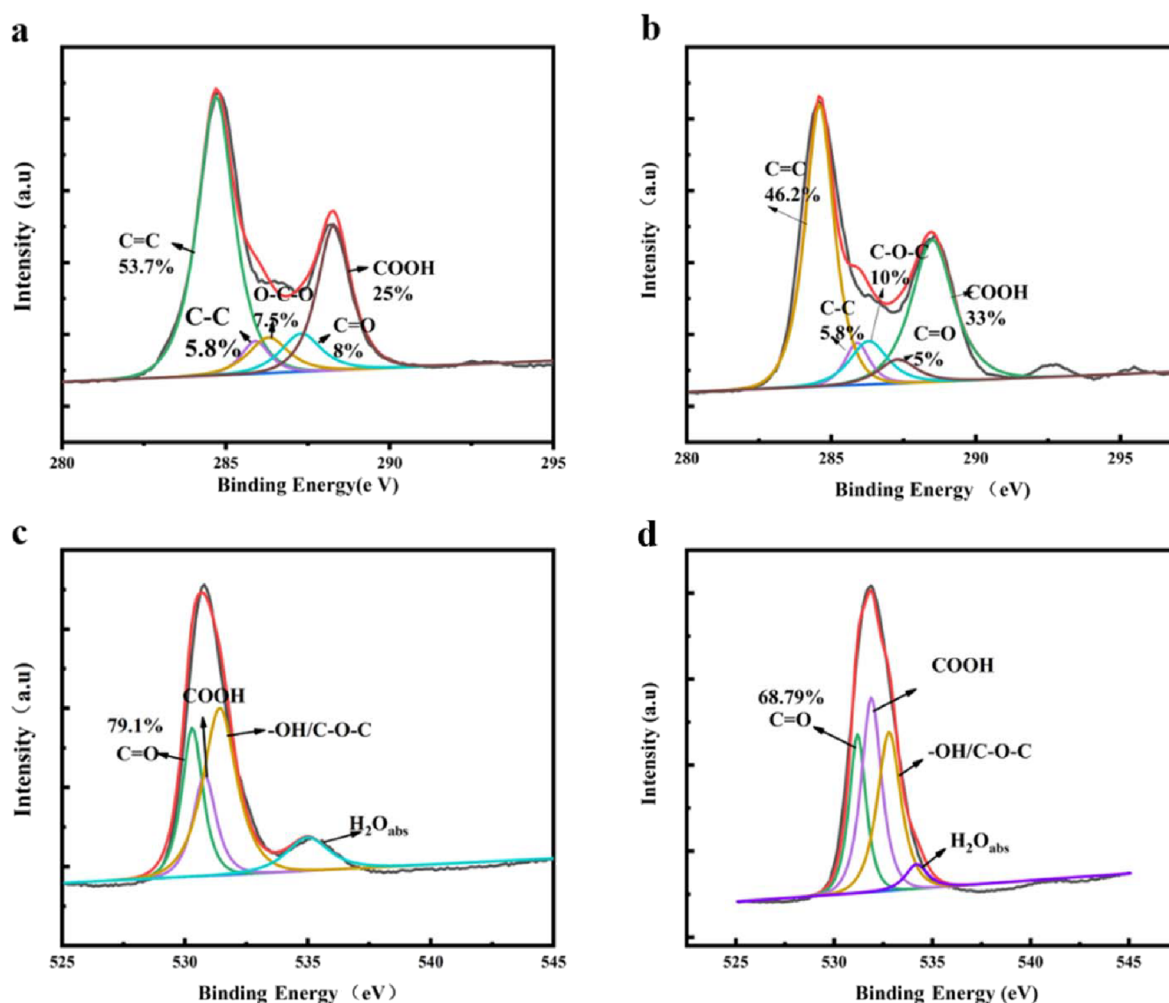 a
Intensity (a.u)
C=C
53.7%
C-C
5.8%
O-C-O
7.5%
C=O
8%
COOH
25%
280
285
290
295
Binding Energy(e V)
b
Intensity（a.u）
C=C
46.2%
C-O-C
10%
C-C
5.8%
C=O
5%
COOH
33%
280
285
290
295
Binding Energy （eV)
c
Intensity（a.u)
79.1%
C=O
COOH
-OH/C-O-C
H₂Oabs
525
530
535
540
545
Binding Energy（eV）
d
Intensity (a.u)
68.79%
C=O
COOH
-OH/C-O-C
H₂Oabs
525
530
535
540
545
Binding Energy (eV)